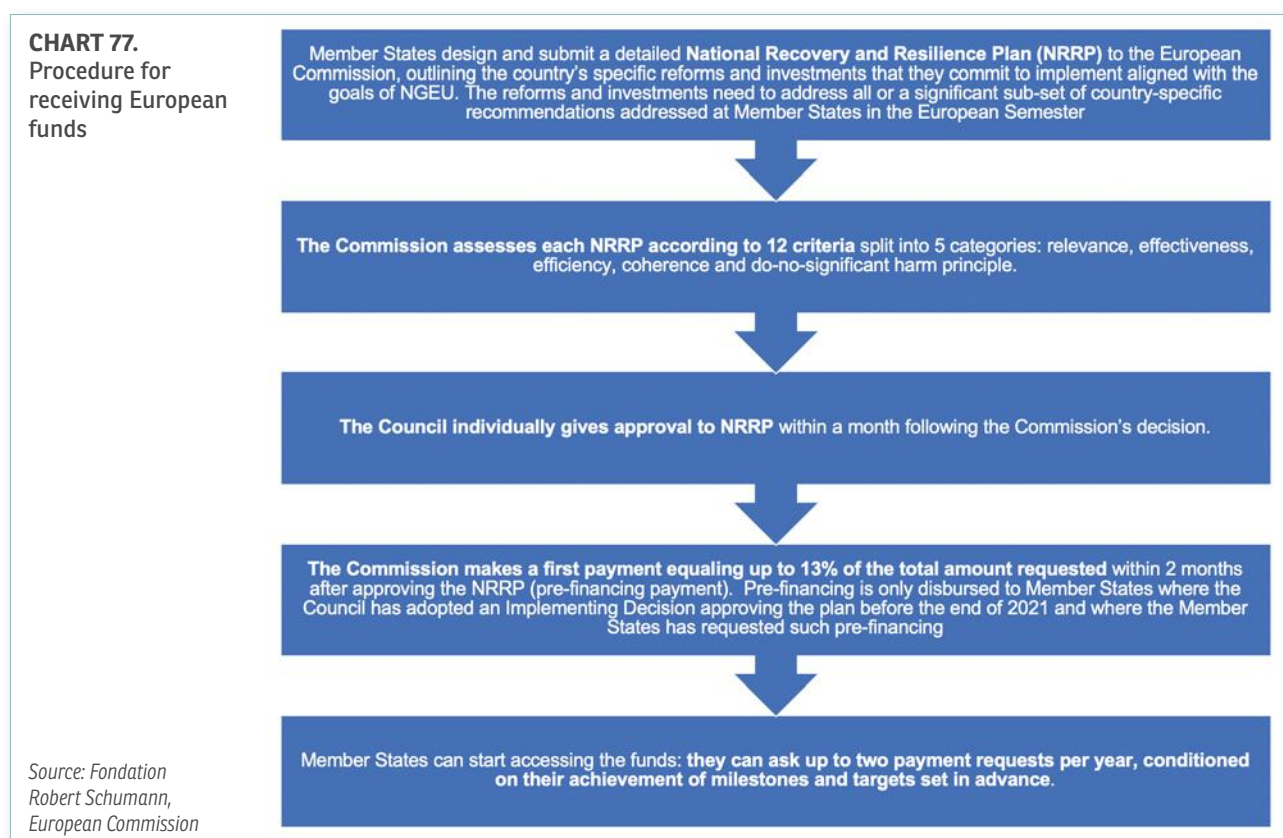 CHART 77.
Procedure for
receiving European
funds
Member States design and submit a detailed National Recovery and Resilience Plan (NRRP) to the European
Commission, outlining the country's specific reforms and investments that they commit to implement aligned with the
goals of NGEU. The reforms and investments need to address all or a significant sub-set of country-specific
recommendations addressed at Member States in the European Semester
The Commission assesses each NRRP according to 12 criteria split into 5 categories: relevance, effectiveness,
efficiency, coherence and do-no-significant harm principle.
The Council individually gives approval to NRRP within a month following the Commission's decision.
The Commission makes a first payment equaling up to 13% of the total amount requested within 2 months
after approving the NRRP (pre-financing payment). Pre-financing is only disbursed to Member States where the
Council has adopted an Implementing Decision approving the plan before the end of 2021 and where the Member
States has requested such pre-financing
Member States can start accessing the funds: they can ask up to two payment requests per year, conditioned
on their achievement of milestones and targets set in advance.
Source: Fondation
Robert Schumann,
European Commission